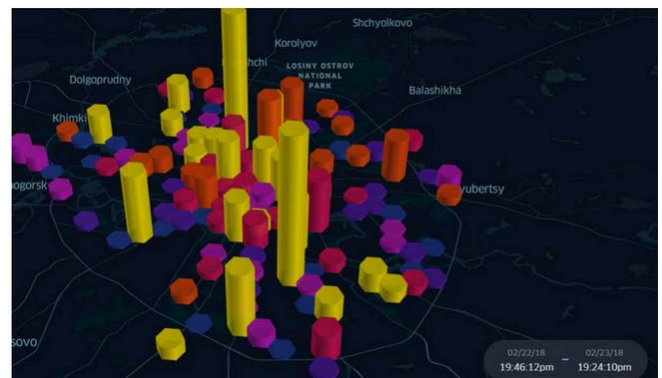 Shchyolkovo
Korolyov
LOSINY OSTROV
NATIONAL
PARK
Dolgoprudny
Balashikha
Khimki
02/22/18
19:46:12pm
–
02/23/18
19:24:10pm